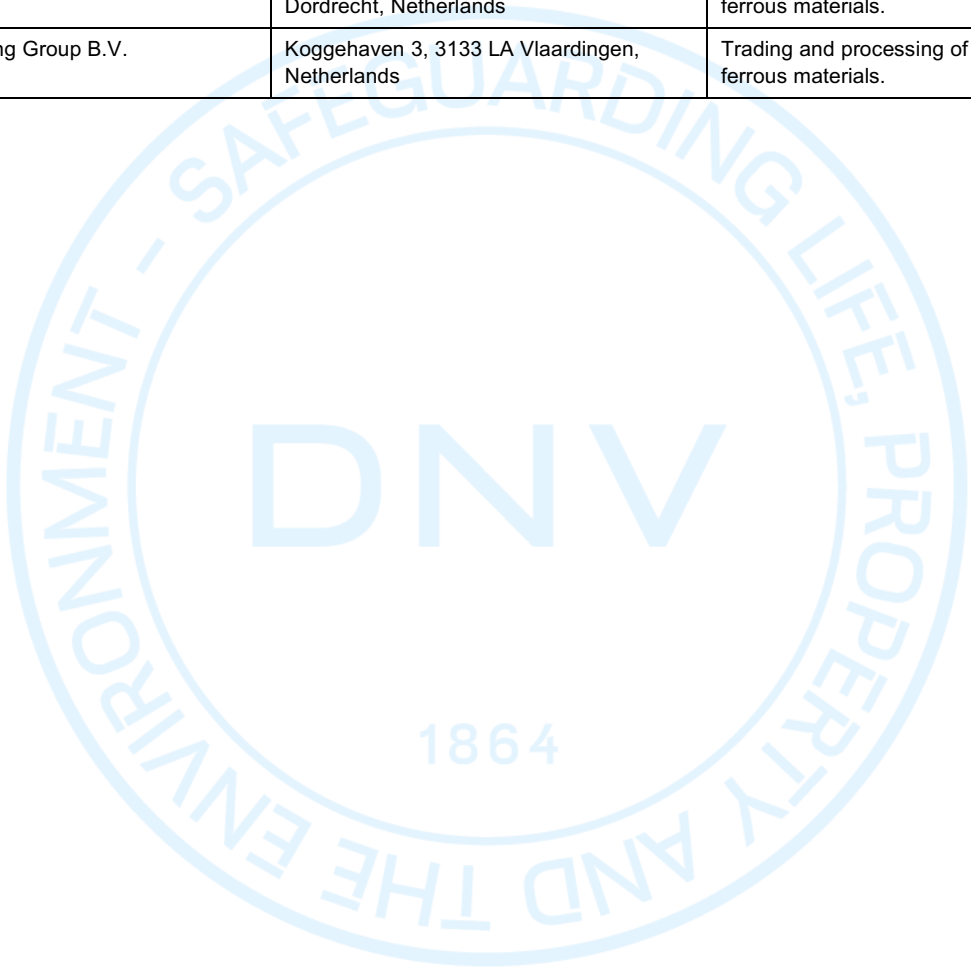 Dordrecht, Netherlands
ferrous materials.
ng Group B.V.
Koggehaven 3, 3133 LA Vlaardingen,
Netherlands
Trading and processing of
ferrous materials.
SAFEGUARDING LIFE, PROPERTY AND THE ENVIRONMENT -
DNV
1864